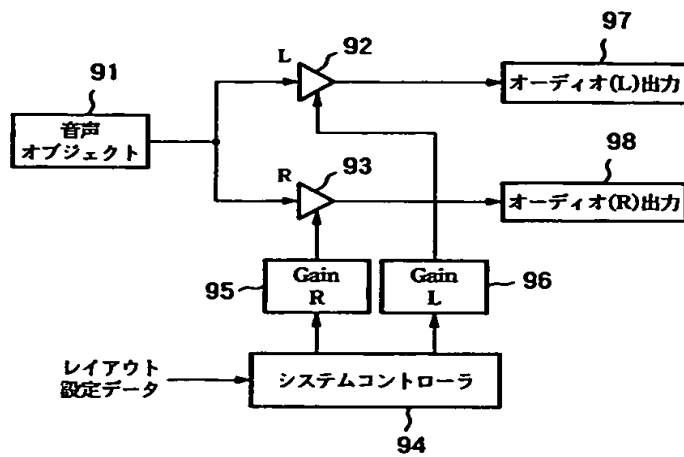 91
音声
オブジェクト
L
92
R
93
97
オーディオ(L)出力
98
オーディオ(R)出力
95
Gain
R
Gain
L
96
レイアウト
設定データ
システムコントローラ
94